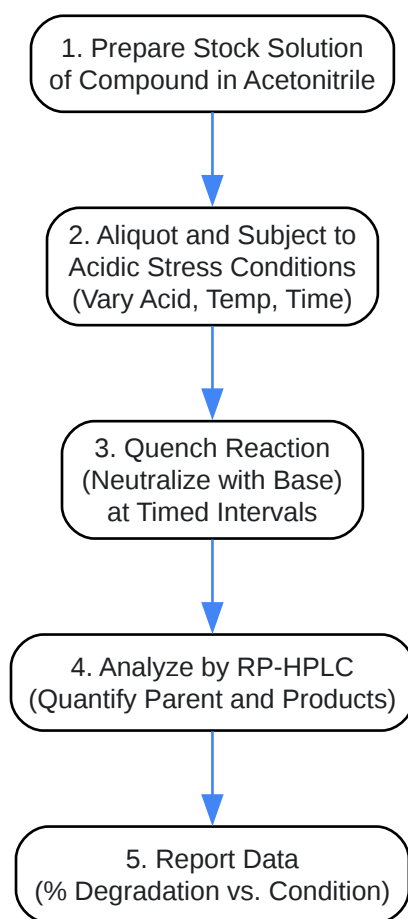 1. Prepare Stock Solution
of Compound in Acetonitrile
2. Aliquot and Subject to
Acidic Stress Conditions
(Vary Acid, Temp, Time)
3. Quench Reaction
(Neutralize with Base)
at Timed Intervals
4. Analyze by RP-HPLC
(Quantify Parent and Products)
5. Report Data
(% Degradation vs. Condition)